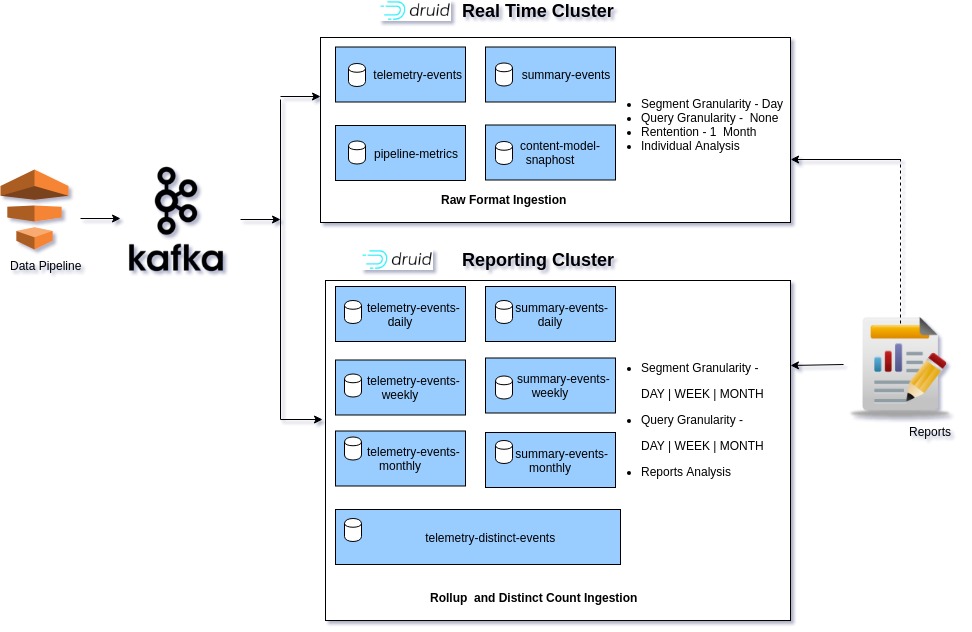 druid Real Time Cluster
telemetry-events
summary-events
pipeline-metrics
content-model-
snaphost
• Segment Granularity - Day
• Query Granularity - None
• Rentention - 1 Month
• Individual Analysis
Raw Format Ingestion
Data Pipeline
kafka
druid Reporting Cluster
telemetry-events-
daily
summary-events-
daily
telemetry-events-
weekly
summary-events-
weekly
telemetry-events-
monthly
summary-events-
monthly
• Segment Granularity -
DAY | WEEK | MONTH
• Query Granularity -
DAY | WEEK | MONTH
• Reports Analysis
telemetry-distinct-events
Rollup and Distinct Count Ingestion
Reports